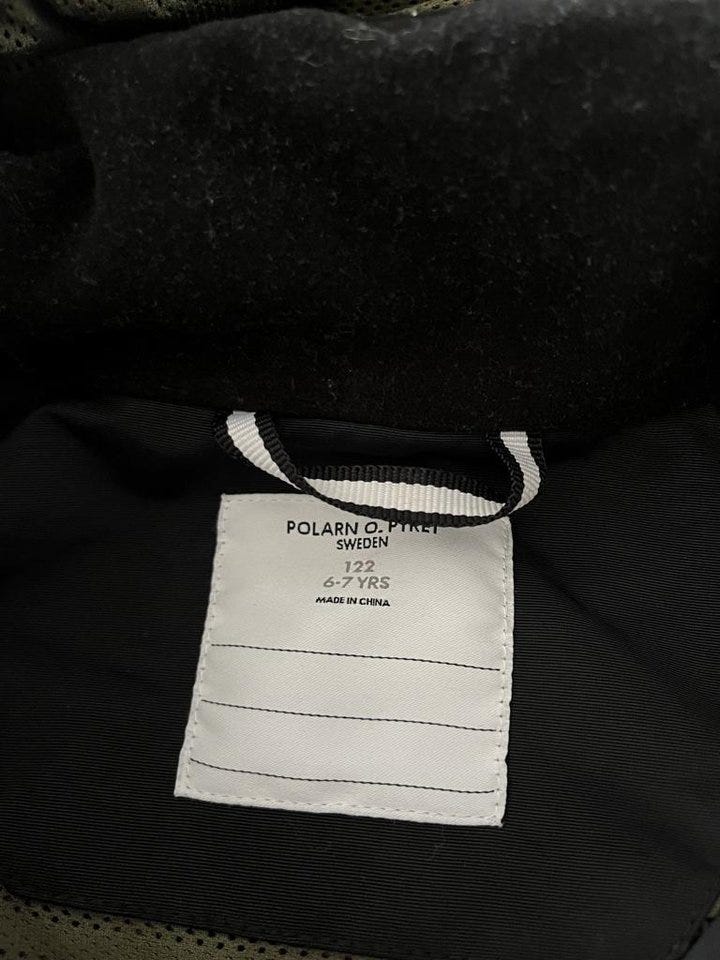 POLARN O. PYRET
SWEDEN
122
6-7 YRS
MADE IN CHINA